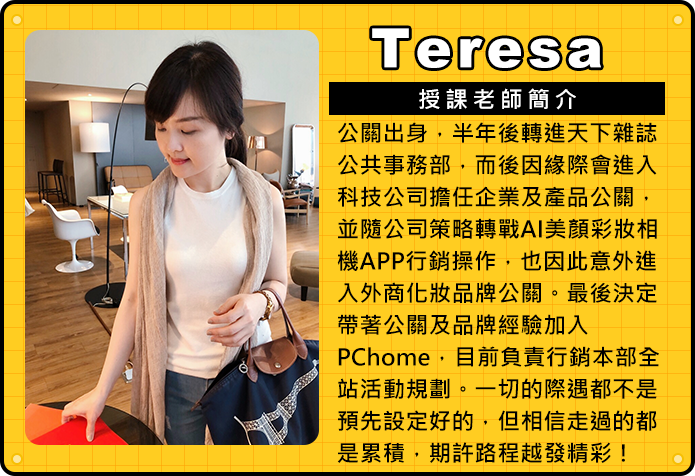 Teresa
授課老師簡介
公關出身，半年後轉進天下雜誌
公共事務部，而後因緣際會進入
科技公司擔任企業及產品公關，
並隨公司策略轉戰AI美顏彩妝相
機APP行銷操作，也因此意外進
入外商化妝品牌公關。最後決定
帶著公關及品牌經驗加入
PChome，目前負責行銷本部全
站活動規劃。一切的際遇都不是
預先設定好的，但相信走過的都
是累積，期許路程越發精彩！